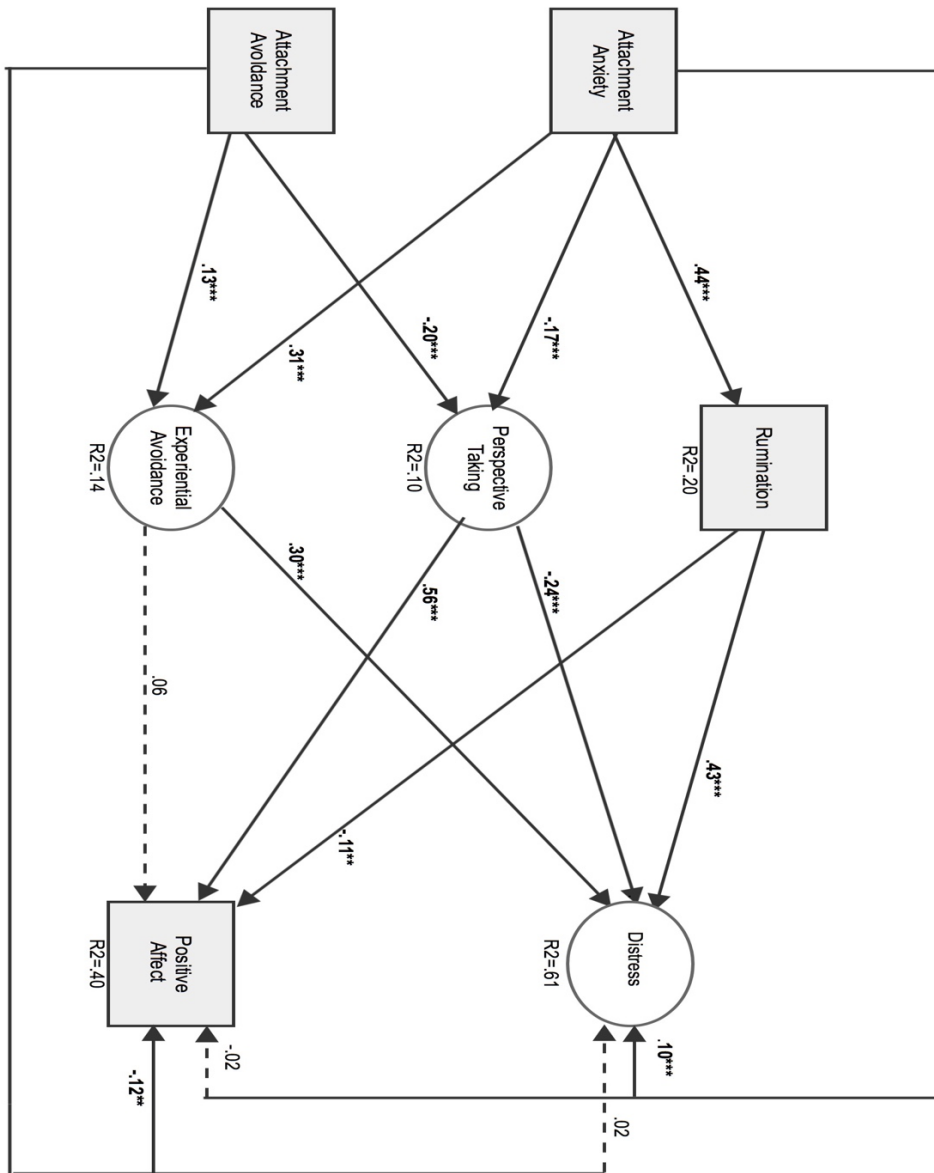 Attachment
Anxiety
Attachment
Avoidance
.44***
-.17***
.31***
-.20***
.13***
Rumination
R2=.20
Perspective
Taking
R2=.10
Experiential
Avoidance
R2=.14
.43***
-.11**
-.24***
.56***
.30***
.06
Distress
R2=.61
Positive
Affect
R2=.40
.10***
.02
-.02
-.12**